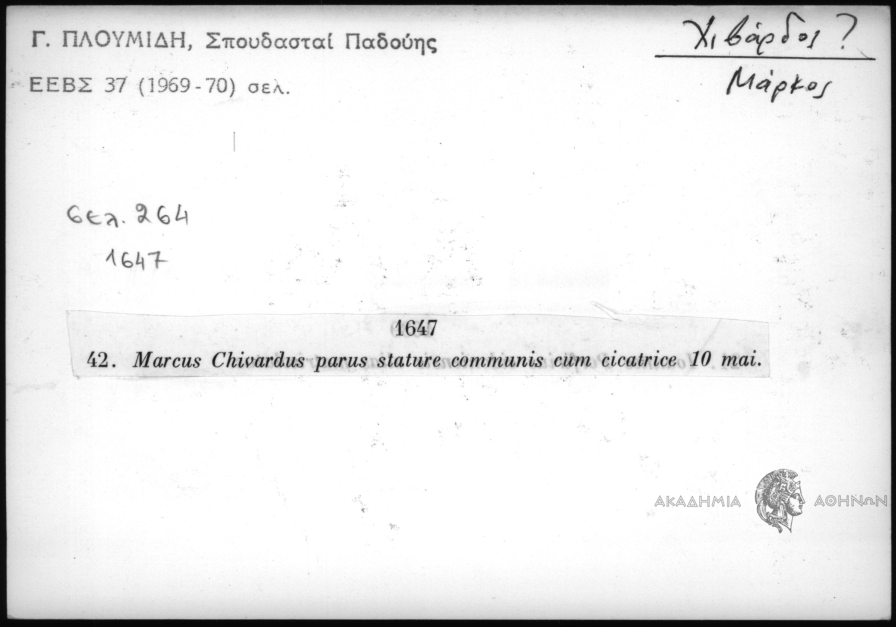 Γ. ΠΛΟΥΜΙΔΗ, Σπουδασταί Παδούης
Χιβάρδος ?
ΕΕΒΣ 37 (1969-70) σελ.
Μάρκος
σελ. 264
1647
1647
42. Marcus Chivardus parus stature communis cum cicatrice 10 mai.
ΑΚΑΔΗΜΙΑ ΑΘΗΝΩΝ